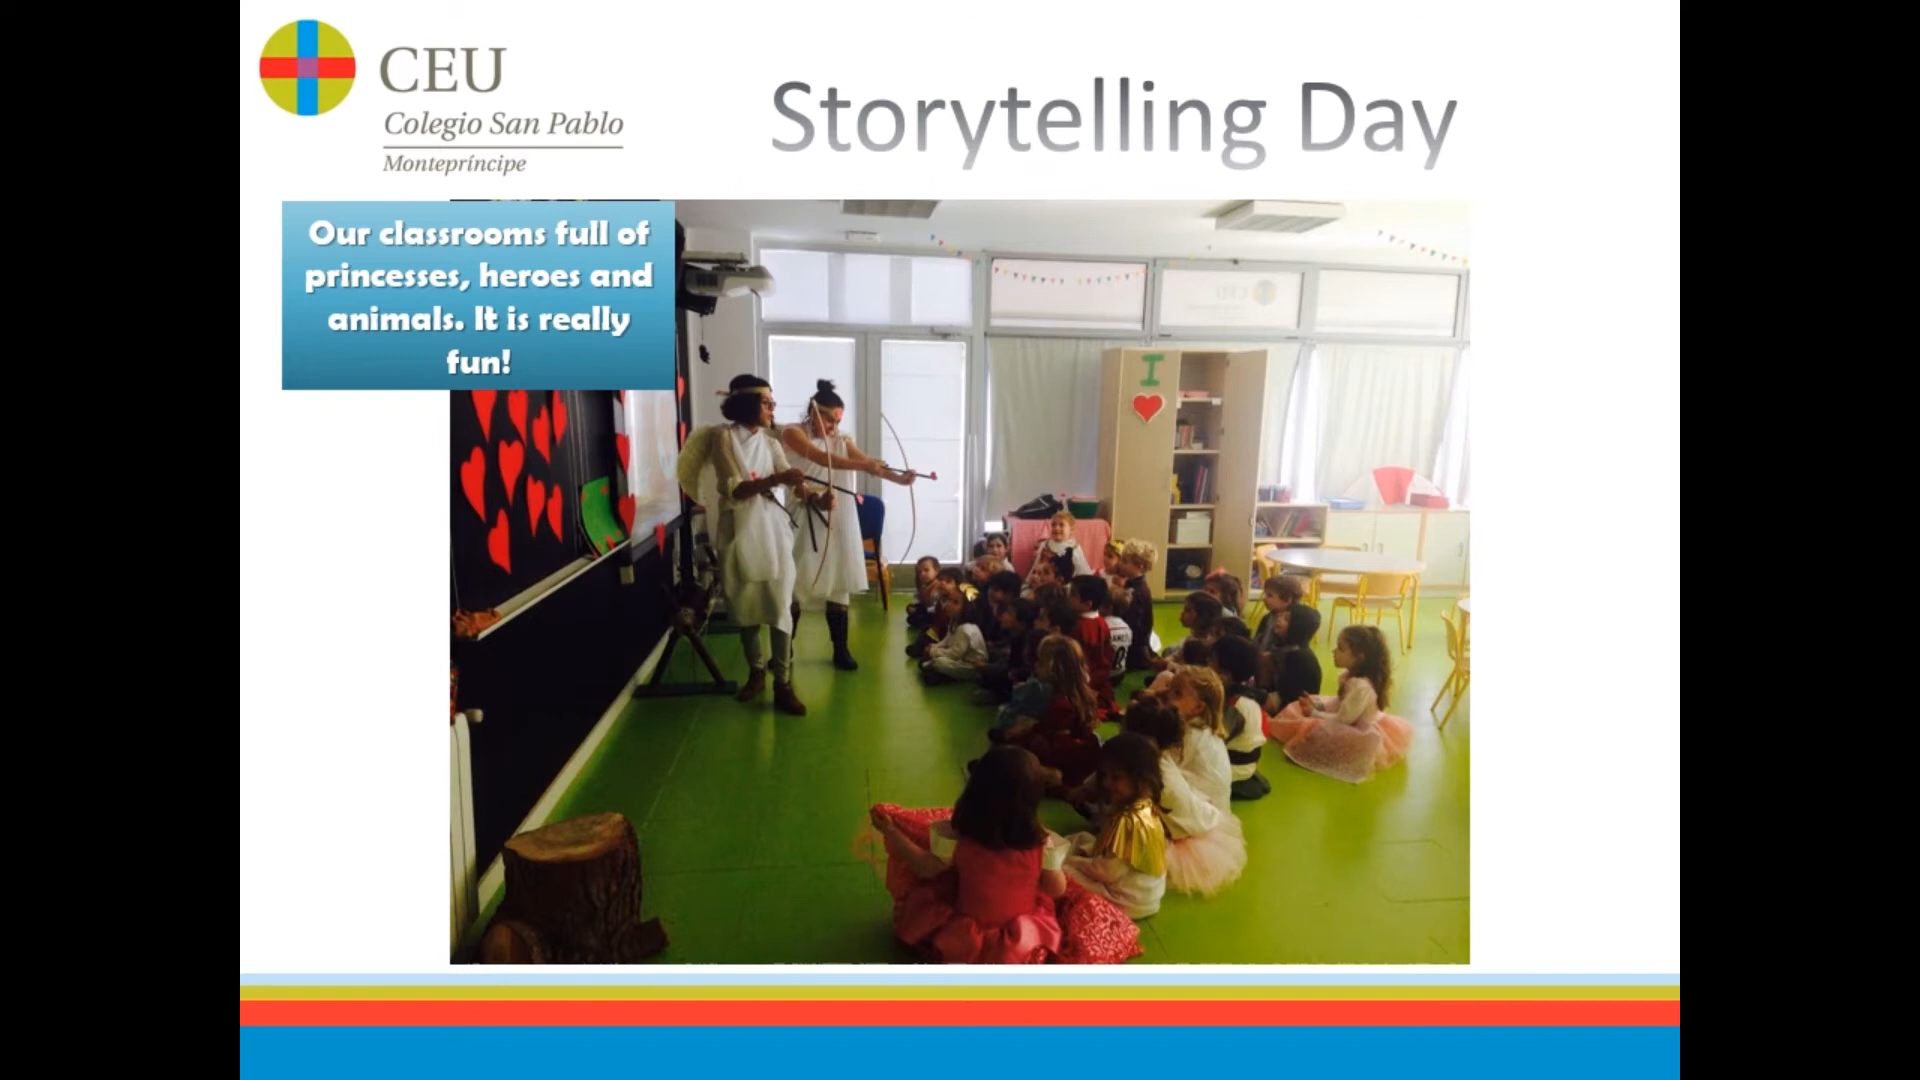 CEU
Colegio San Pablo
Montepríncipe
Storytelling Day
Our classrooms full of
princesses, heroes and
animals. It is really
fun!
I